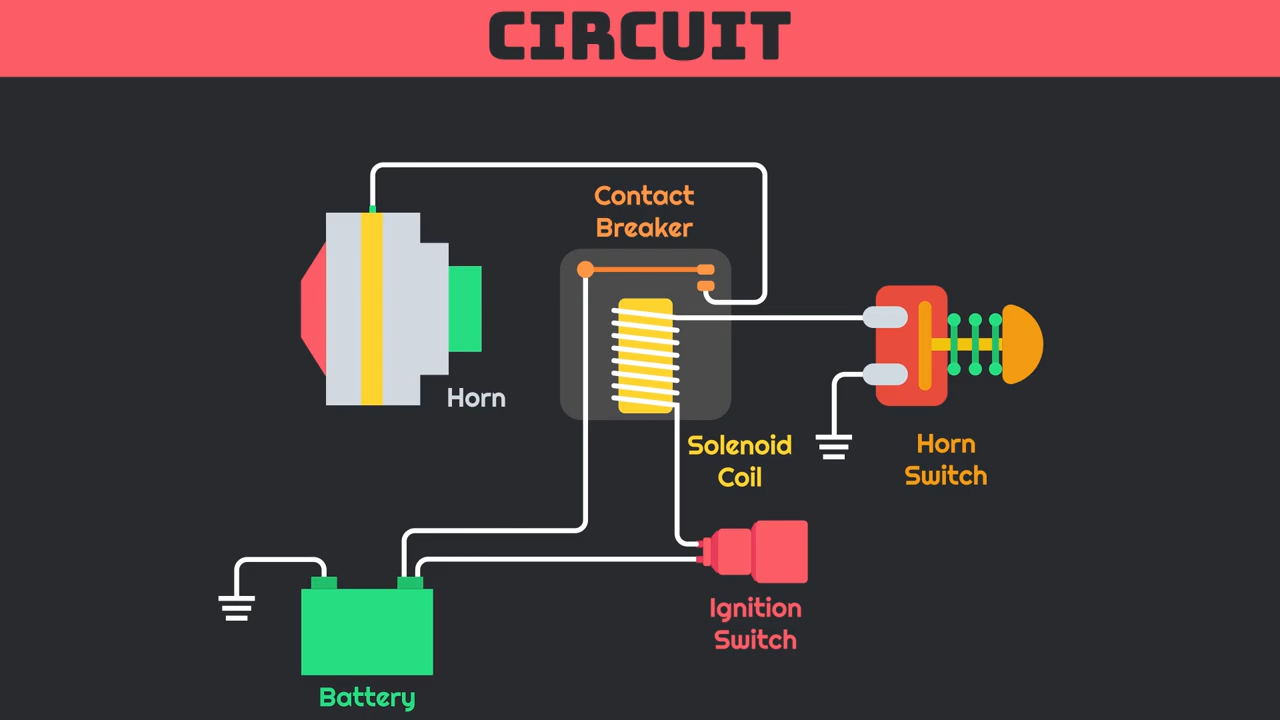 CIRCUIT
Contact
Breaker
Horn
Solenoid
Coil
Horn
Switch
Ignition
Switch
Battery